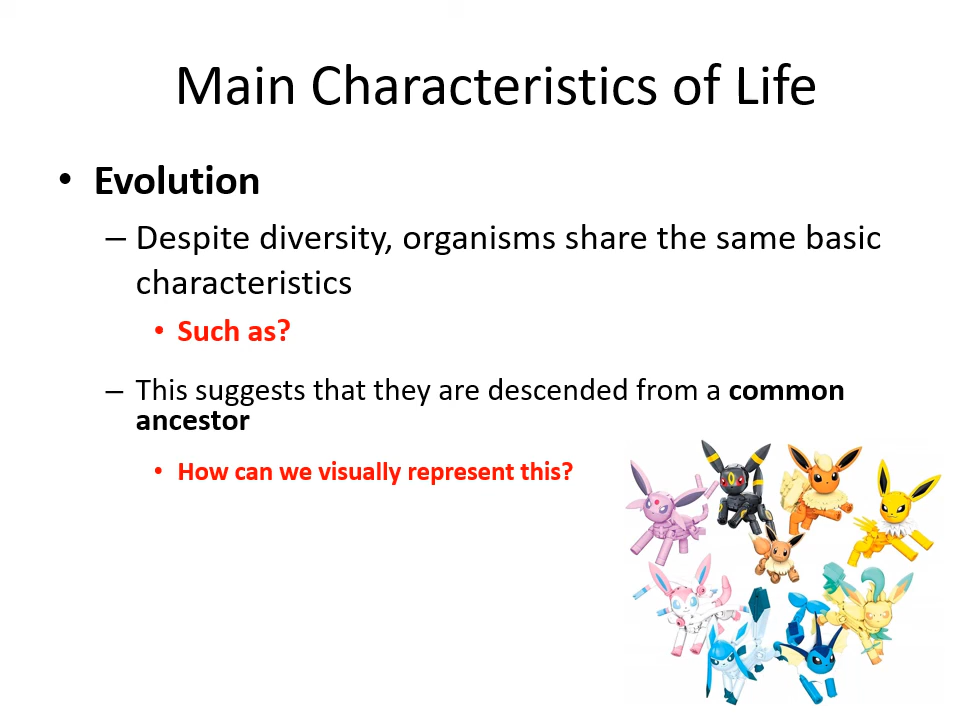 Main Characteristics of Life
• Evolution
– Despite diversity, organisms share the same basic
characteristics
• Such as?
– This suggests that they are descended from a common
ancestor
• How can we visually represent this?